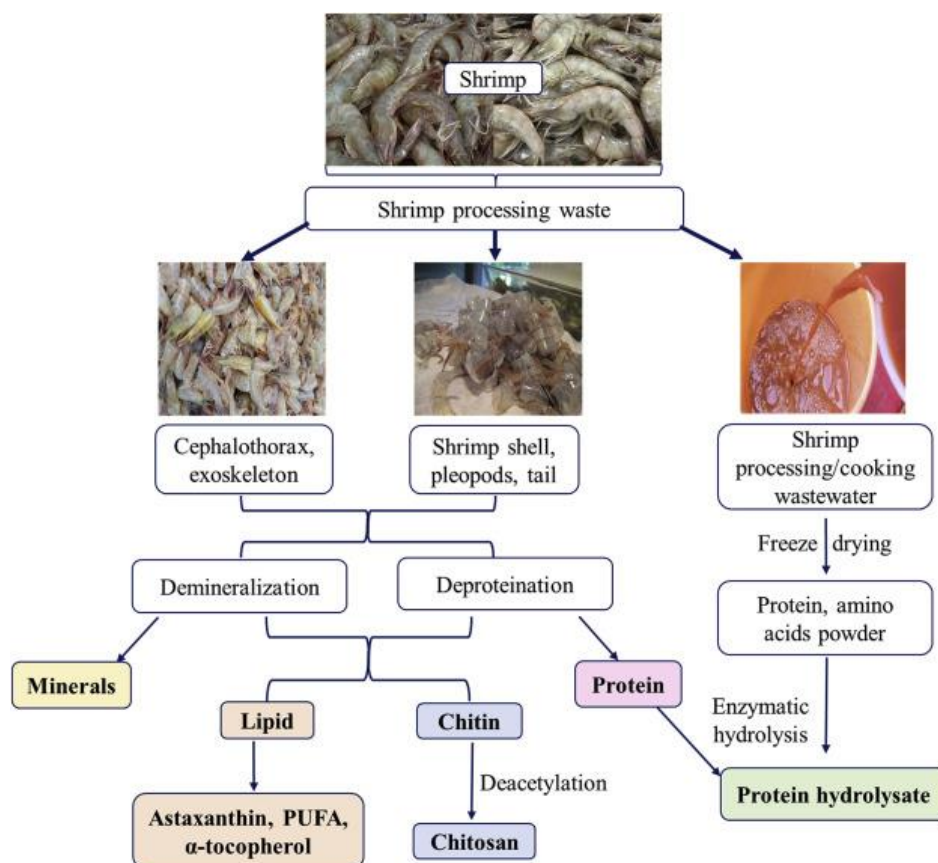 Shrimp
Shrimp processing waste
Cephalothorax,
exoskeleton
Shrimp shell,
pleopods, tail
Shrimp
processing/cooking
wastewater
Freeze drying
Demineralization
Deproteination
Protein, amino
acids powder
Minerals
Lipid
Chitin
Protein
Enzymatic
hydrolysis
Deacetylation
Protein hydrolysate
Astaxanthin, PUFA,
α-tocopherol
Chitosan